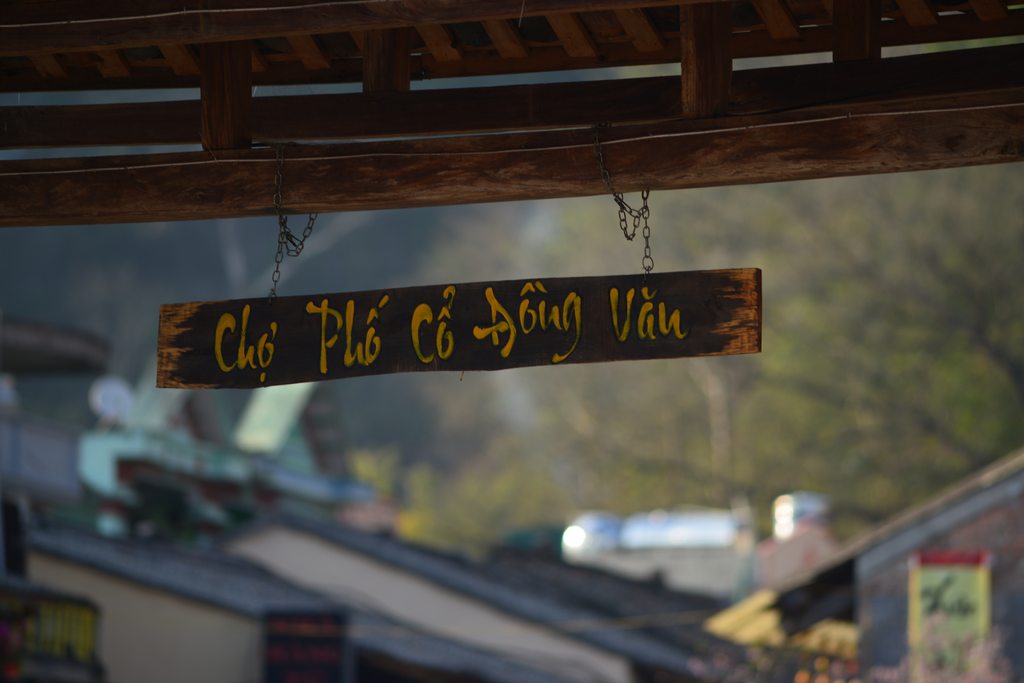 Chợ Phố Cổ Đồng Văn